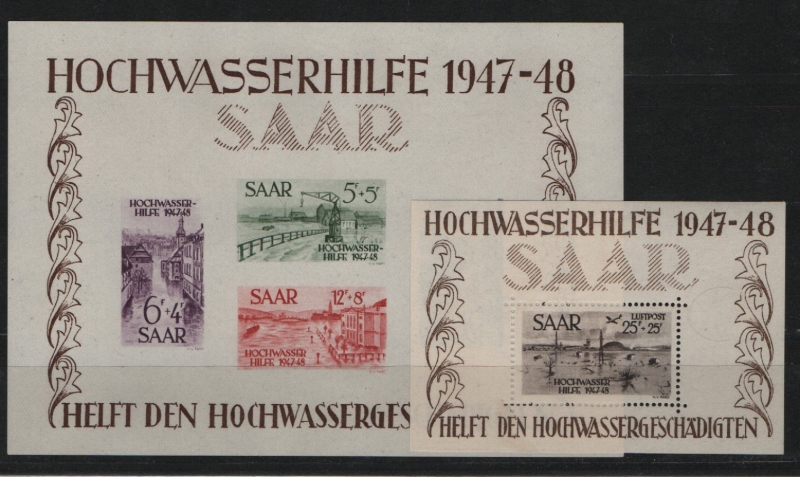 HOCHWASSERHILFE 1947-48
SAAR
HOCHWASSER-
HILFE 1947-48
6F+4F
SAAR
SAAR 5F+5F
HOCHWASSER-
HILFE 1947-48
SAAR 12F+8F
HOCHWASSER
HILFE 1947-48
HELFT DEN HOCHWASSERGES
HOCHWASSERHILFE 1947-48
SAAR
SAAR LUFTPOST
25F+25F
HOCHWASSER
HILFE 1947-48
HELFT DEN HOCHWASSERGESCHÄDIGTEN